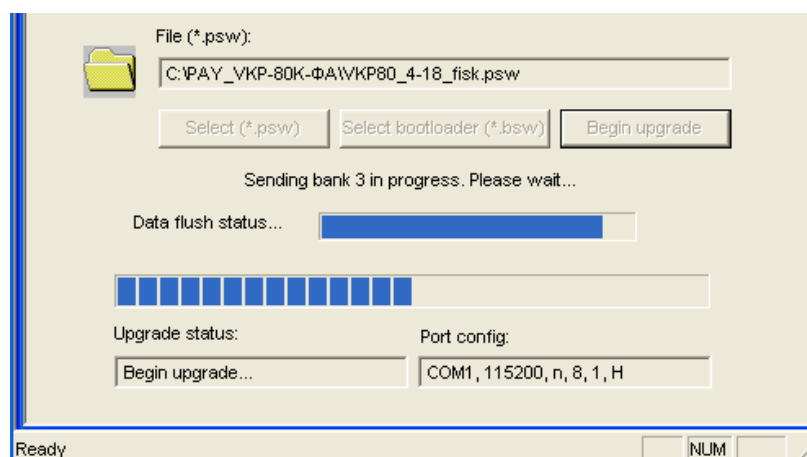 File (*.psw):
C:\PAY_VKP-80K-ФА\VKP80_4-18_fisk.psw
Select (*.psw) Select bootloader (*.bsw) Begin upgrade
Sending bank 3 in progress. Please wait...
Data flush status...
Upgrade status: Port config:
Begin upgrade... COM1, 115200, n, 8, 1, H
Ready NUM